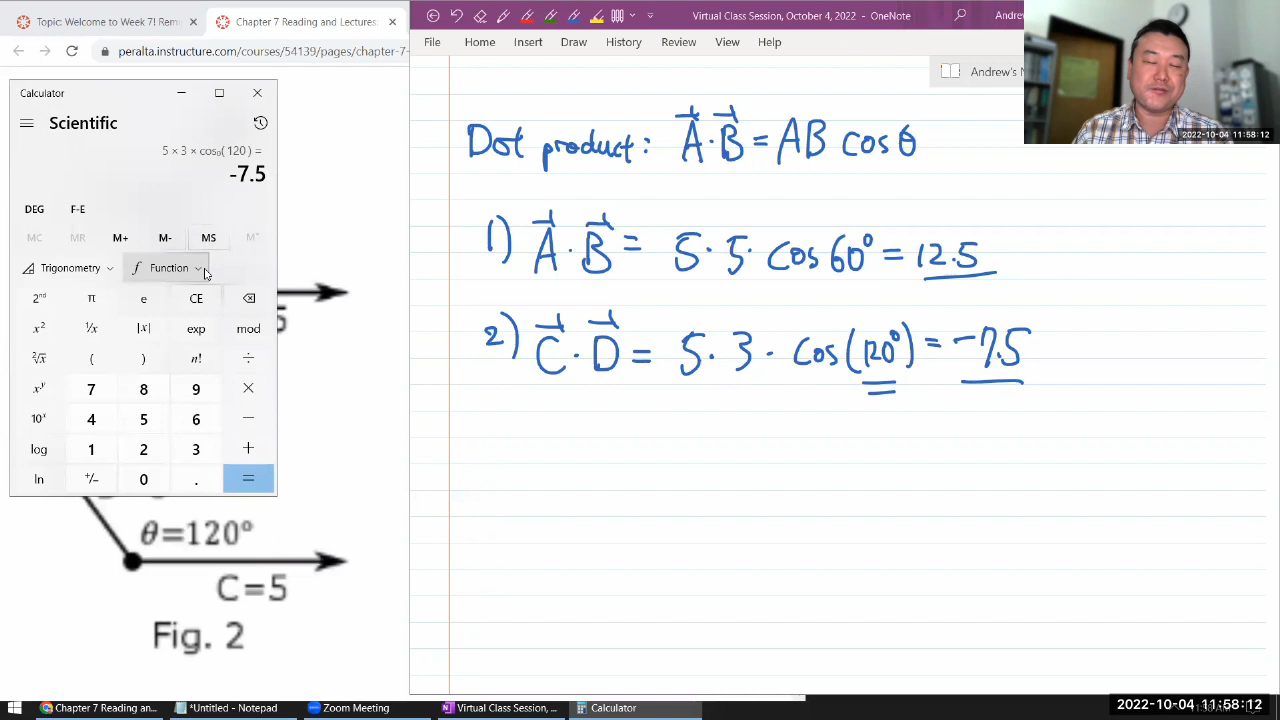 Topic: Welcome to Week 7! Remu
Chapter 7 Reading and Lectures:
peralta.instructure.com/courses/54139/pages/chapter-7-
Virtual Class Session, October 4, 2022 - OneNote
Andrew
File Home Insert Draw History Review View Help
Andrew's N
2022-10-04 11:58:12
Calculator
Scientific
5 × 3 × cos₀( 120 ) =
-7.5
DEG F-E
MC MR M+ M- MS M˅
Trigonometry Function
2ⁿᵈ π e CE
x² ¹/x |x| exp mod
²√x ( ) n! ÷
xʸ 7 8 9 ×
10ˣ 4 5 6 −
log 1 2 3 +
ln +/− 0 . =
5
θ=120°
C=5
Fig. 2
Dot product: A⃗·B⃗ = AB cos θ
1) A⃗·B⃗ = 5·5·cos60° = 12.5
2) C⃗·D⃗ = 5·3·cos(120°) = -7.5
Chapter 7 Reading an...
*Untitled - Notepad
Zoom Meeting
Virtual Class Session,...
Calculator
2022-10-04 11:58:12